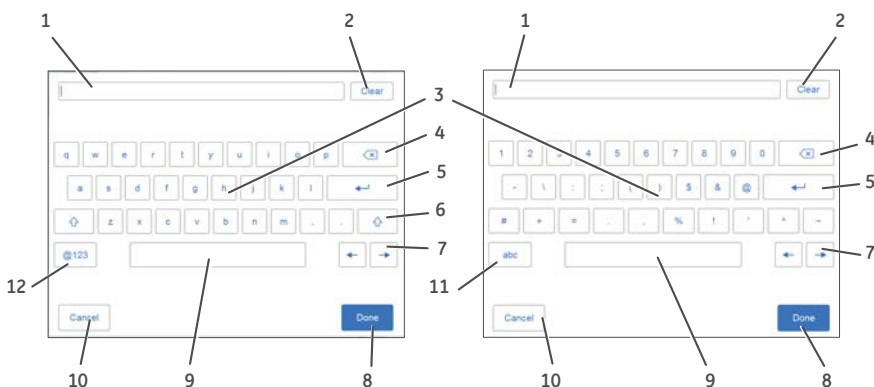 1 2 1 2
Clear Clear
3
q w e r t y u i o p 1 2 3 4 5 6 7 8 9 0
4 4
a s d f g h j k l - \ : ; ( ) $ & @
5 5
z x c v b n m , . # + = . , % ! ' ^ ~
6
@123 abc
7 7
12 11
Cancel Done Cancel Done
10 9 8 10 9 8